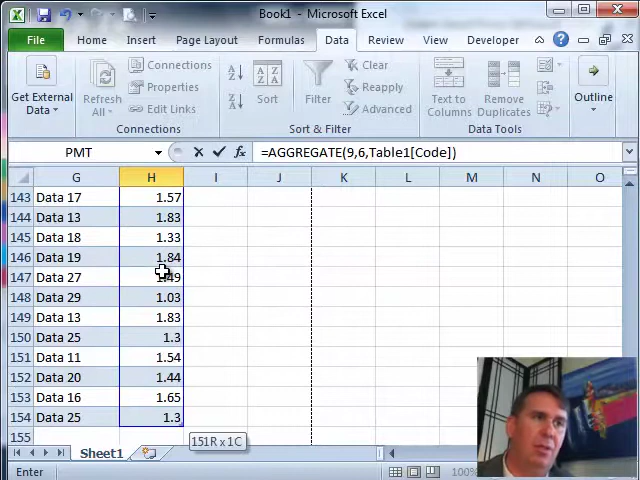 Book1 - Microsoft Excel
File Home Insert Page Layout Formulas Data Review View Developer
Get External
Data
Refresh
All
Connections
Properties
Edit Links
Connections
Sort
Filter
Clear
Reapply
Advanced
Sort & Filter
Text to
Columns
Remove
Duplicates
Data Tools
Outline
PMT =AGGREGATE(9,6,Table1[Code])
G H I J K L M N O
143 Data 17 1.57
144 Data 13 1.83
145 Data 18 1.33
146 Data 19 1.84
147 Data 27 1.49
148 Data 29 1.03
149 Data 13 1.83
150 Data 25 1.3
151 Data 11 1.54
152 Data 20 1.44
153 Data 16 1.65
154 Data 25 1.3
155
151R x 1C
Sheet1
Enter 100%